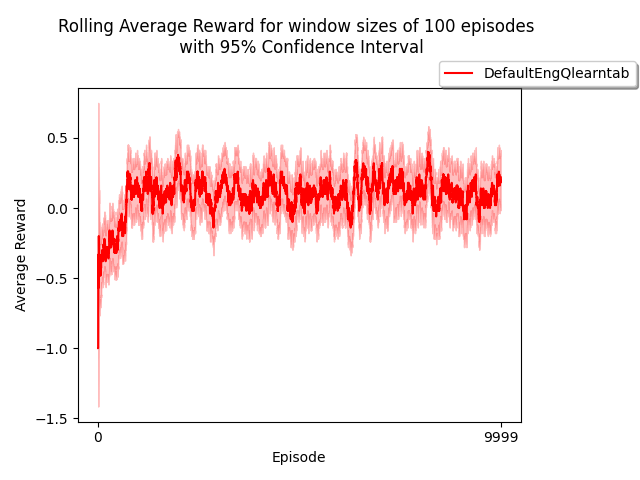 Rolling Average Reward for window sizes of 100 episodes
with 95% Confidence Interval
DefaultEngQlearntab
0.5
0.0
−0.5
−1.0
−1.5
Average Reward
0 9999
Episode